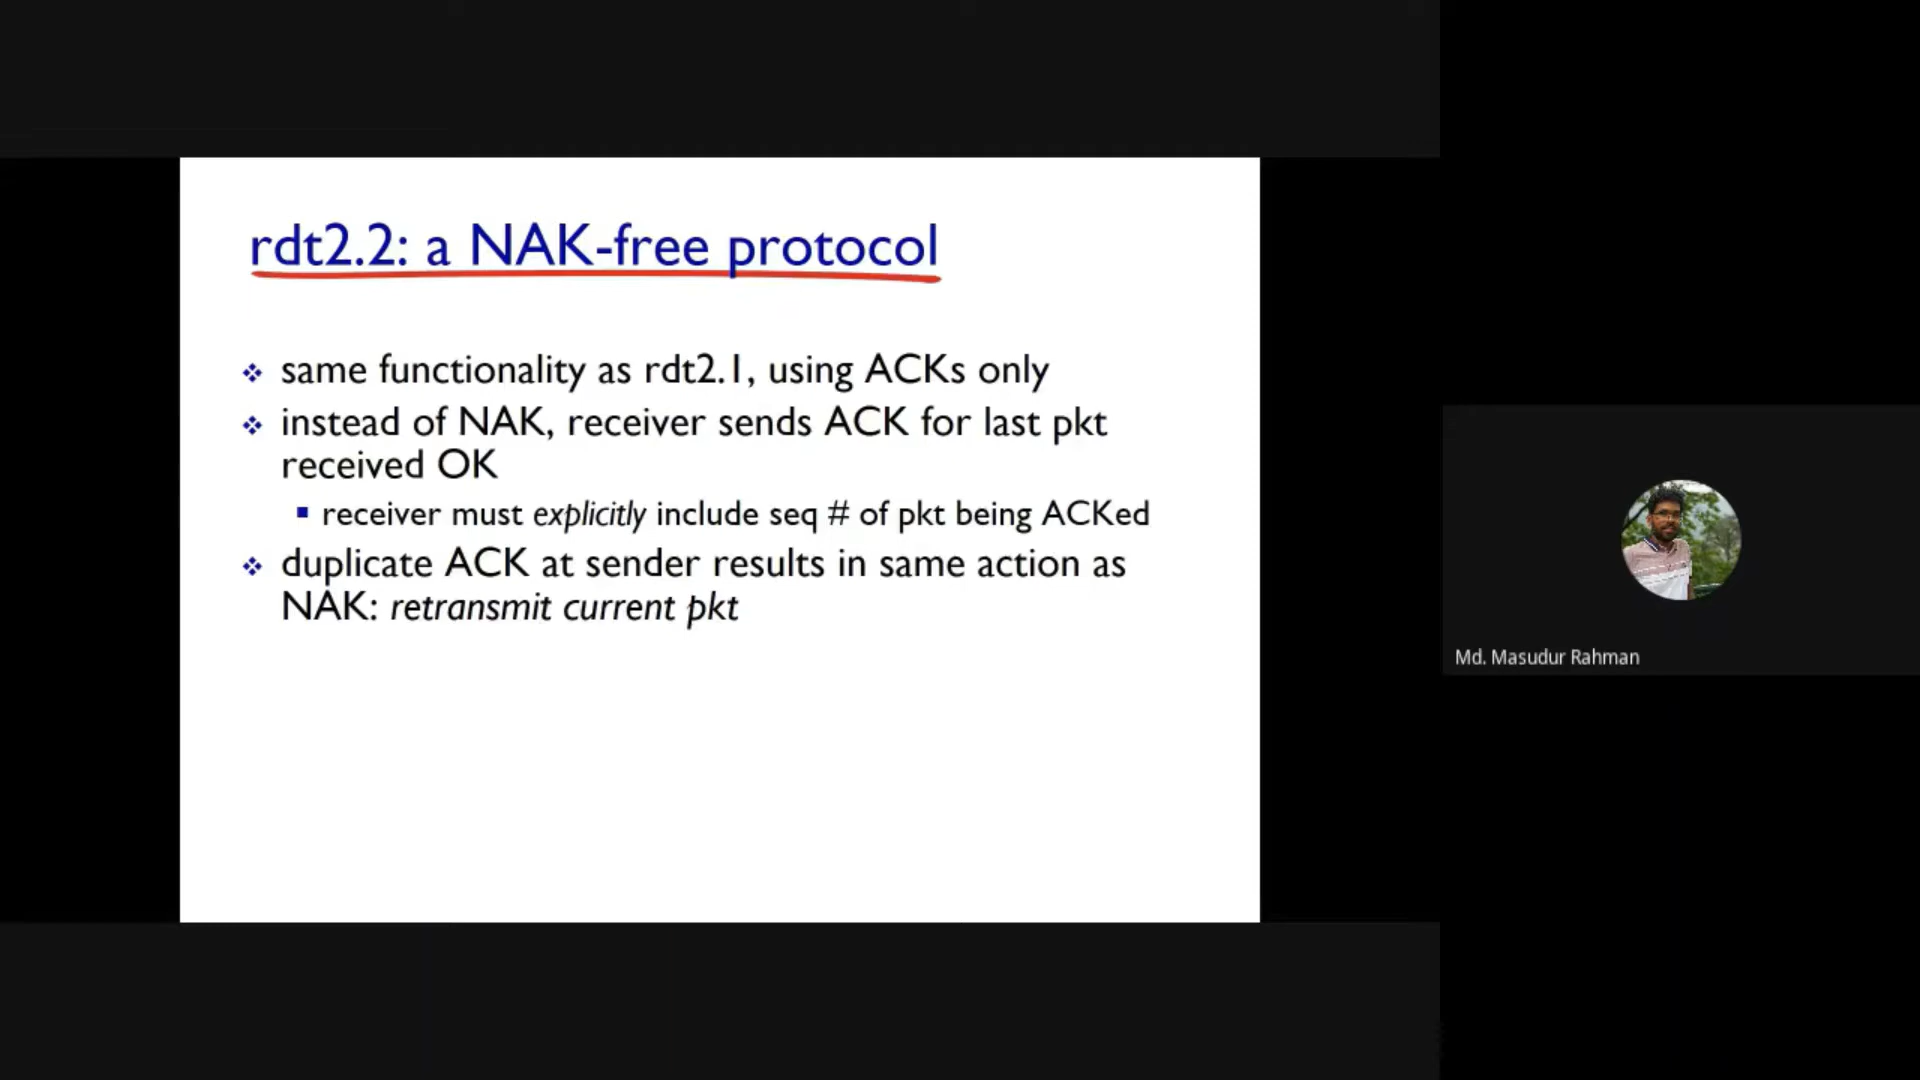 rdt2.2: a NAK-free protocol
same functionality as rdt2.1, using ACKs only
instead of NAK, receiver sends ACK for last pkt
received OK
receiver must explicitly include seq # of pkt being ACKed
duplicate ACK at sender results in same action as
NAK: retransmit current pkt
Md. Masudur Rahman